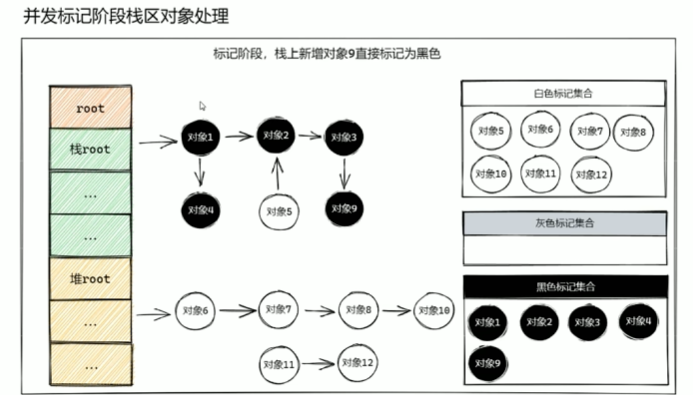 并发标记阶段栈区对象处理
标记阶段，栈上新增对象9直接标记为黑色
root
栈root
...
...
堆root
...
...
对象1
对象2
对象3
对象4
对象5
对象9
对象6
对象7
对象8
对象10
对象11
对象12
白色标记集合
对象5
对象6
对象7
对象8
对象10
对象11
对象12
灰色标记集合
黑色标记集合
对象1
对象2
对象3
对象4
对象9